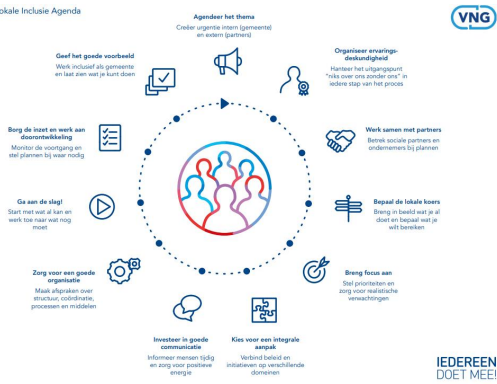 okale Inclusie Agenda
VNG
Agendeer het thema
Creëer urgentie intern (gemeente)
en extern (partners)
Organiseer ervarings-
deskundigheid
Hanteer het uitgangspunt
"niks over ons zonder ons" in
iedere stap van het proces
Werk samen met partners
Betrek sociale partners en
ondernemers bij plannen
Bepaal de lokale koers
Breng in beeld wat je al
doet en bepaal wat je
wilt bereiken
Breng focus aan
Stel prioriteiten en
zorg voor realistische
verwachtingen
Kies voor een integrale
aanpak
Verbind beleid en
initiatieven op verschillende
domeinen
Investeer in goede
communicatie
Informeer mensen tijdig
en zorg voor positieve
energie
Zorg voor een goede
organisatie
Maak afspraken over
structuur, coördinatie,
processen en middelen
Ga aan de slag!
Start met wat al kan en
werk toe naar wat nog
moet
Borg de inzet en werk aan
doorontwikkeling
Monitor de voortgang en
stel plannen bij waar nodig
Geef het goede voorbeeld
Werk inclusief als gemeente
en laat zien wat je kunt doen
IEDEREEN
DOET MEE!